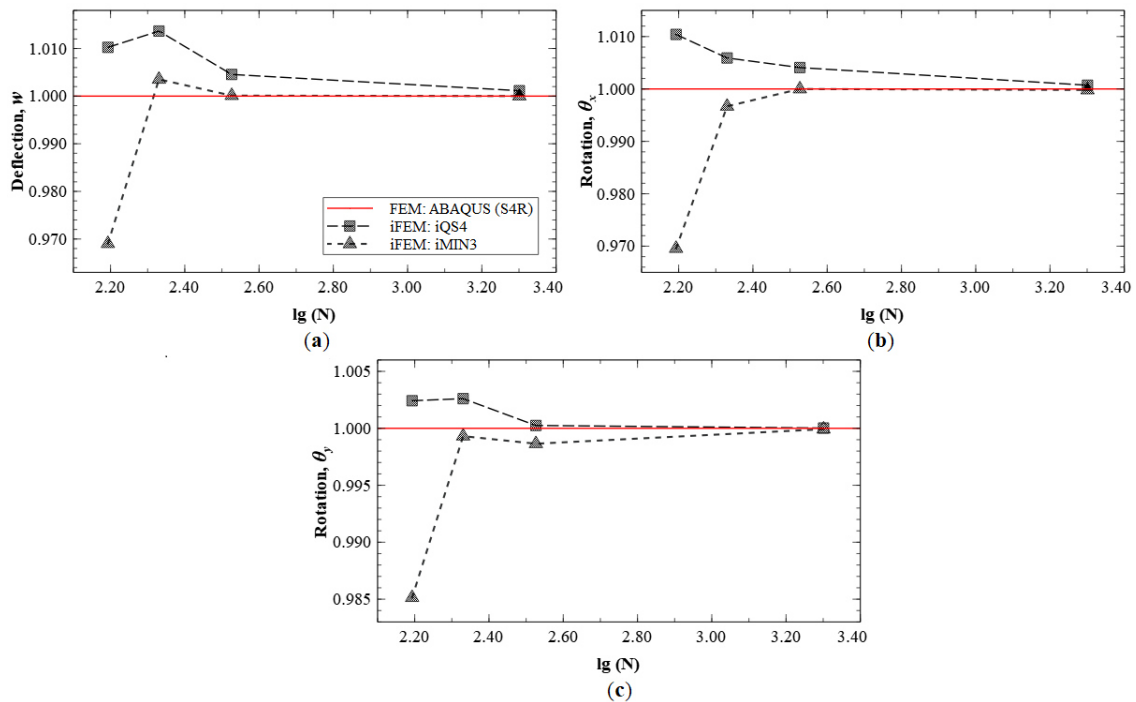 1.010
1.000
0.990
0.980
0.970
Deflection, w
FEM: ABAQUS (S4R)
iFEM: iQS4
iFEM: iMIN3
2.20 2.40 2.60 2.80 3.00 3.20 3.40
lg (N)
(a)
1.010
1.000
0.990
0.980
0.970
Rotation, θx
2.20 2.40 2.60 2.80 3.00 3.20 3.40
lg (N)
(b)
1.005
1.000
0.995
0.990
0.985
Rotation, θy
2.20 2.40 2.60 2.80 3.00 3.20 3.40
lg (N)
(c)